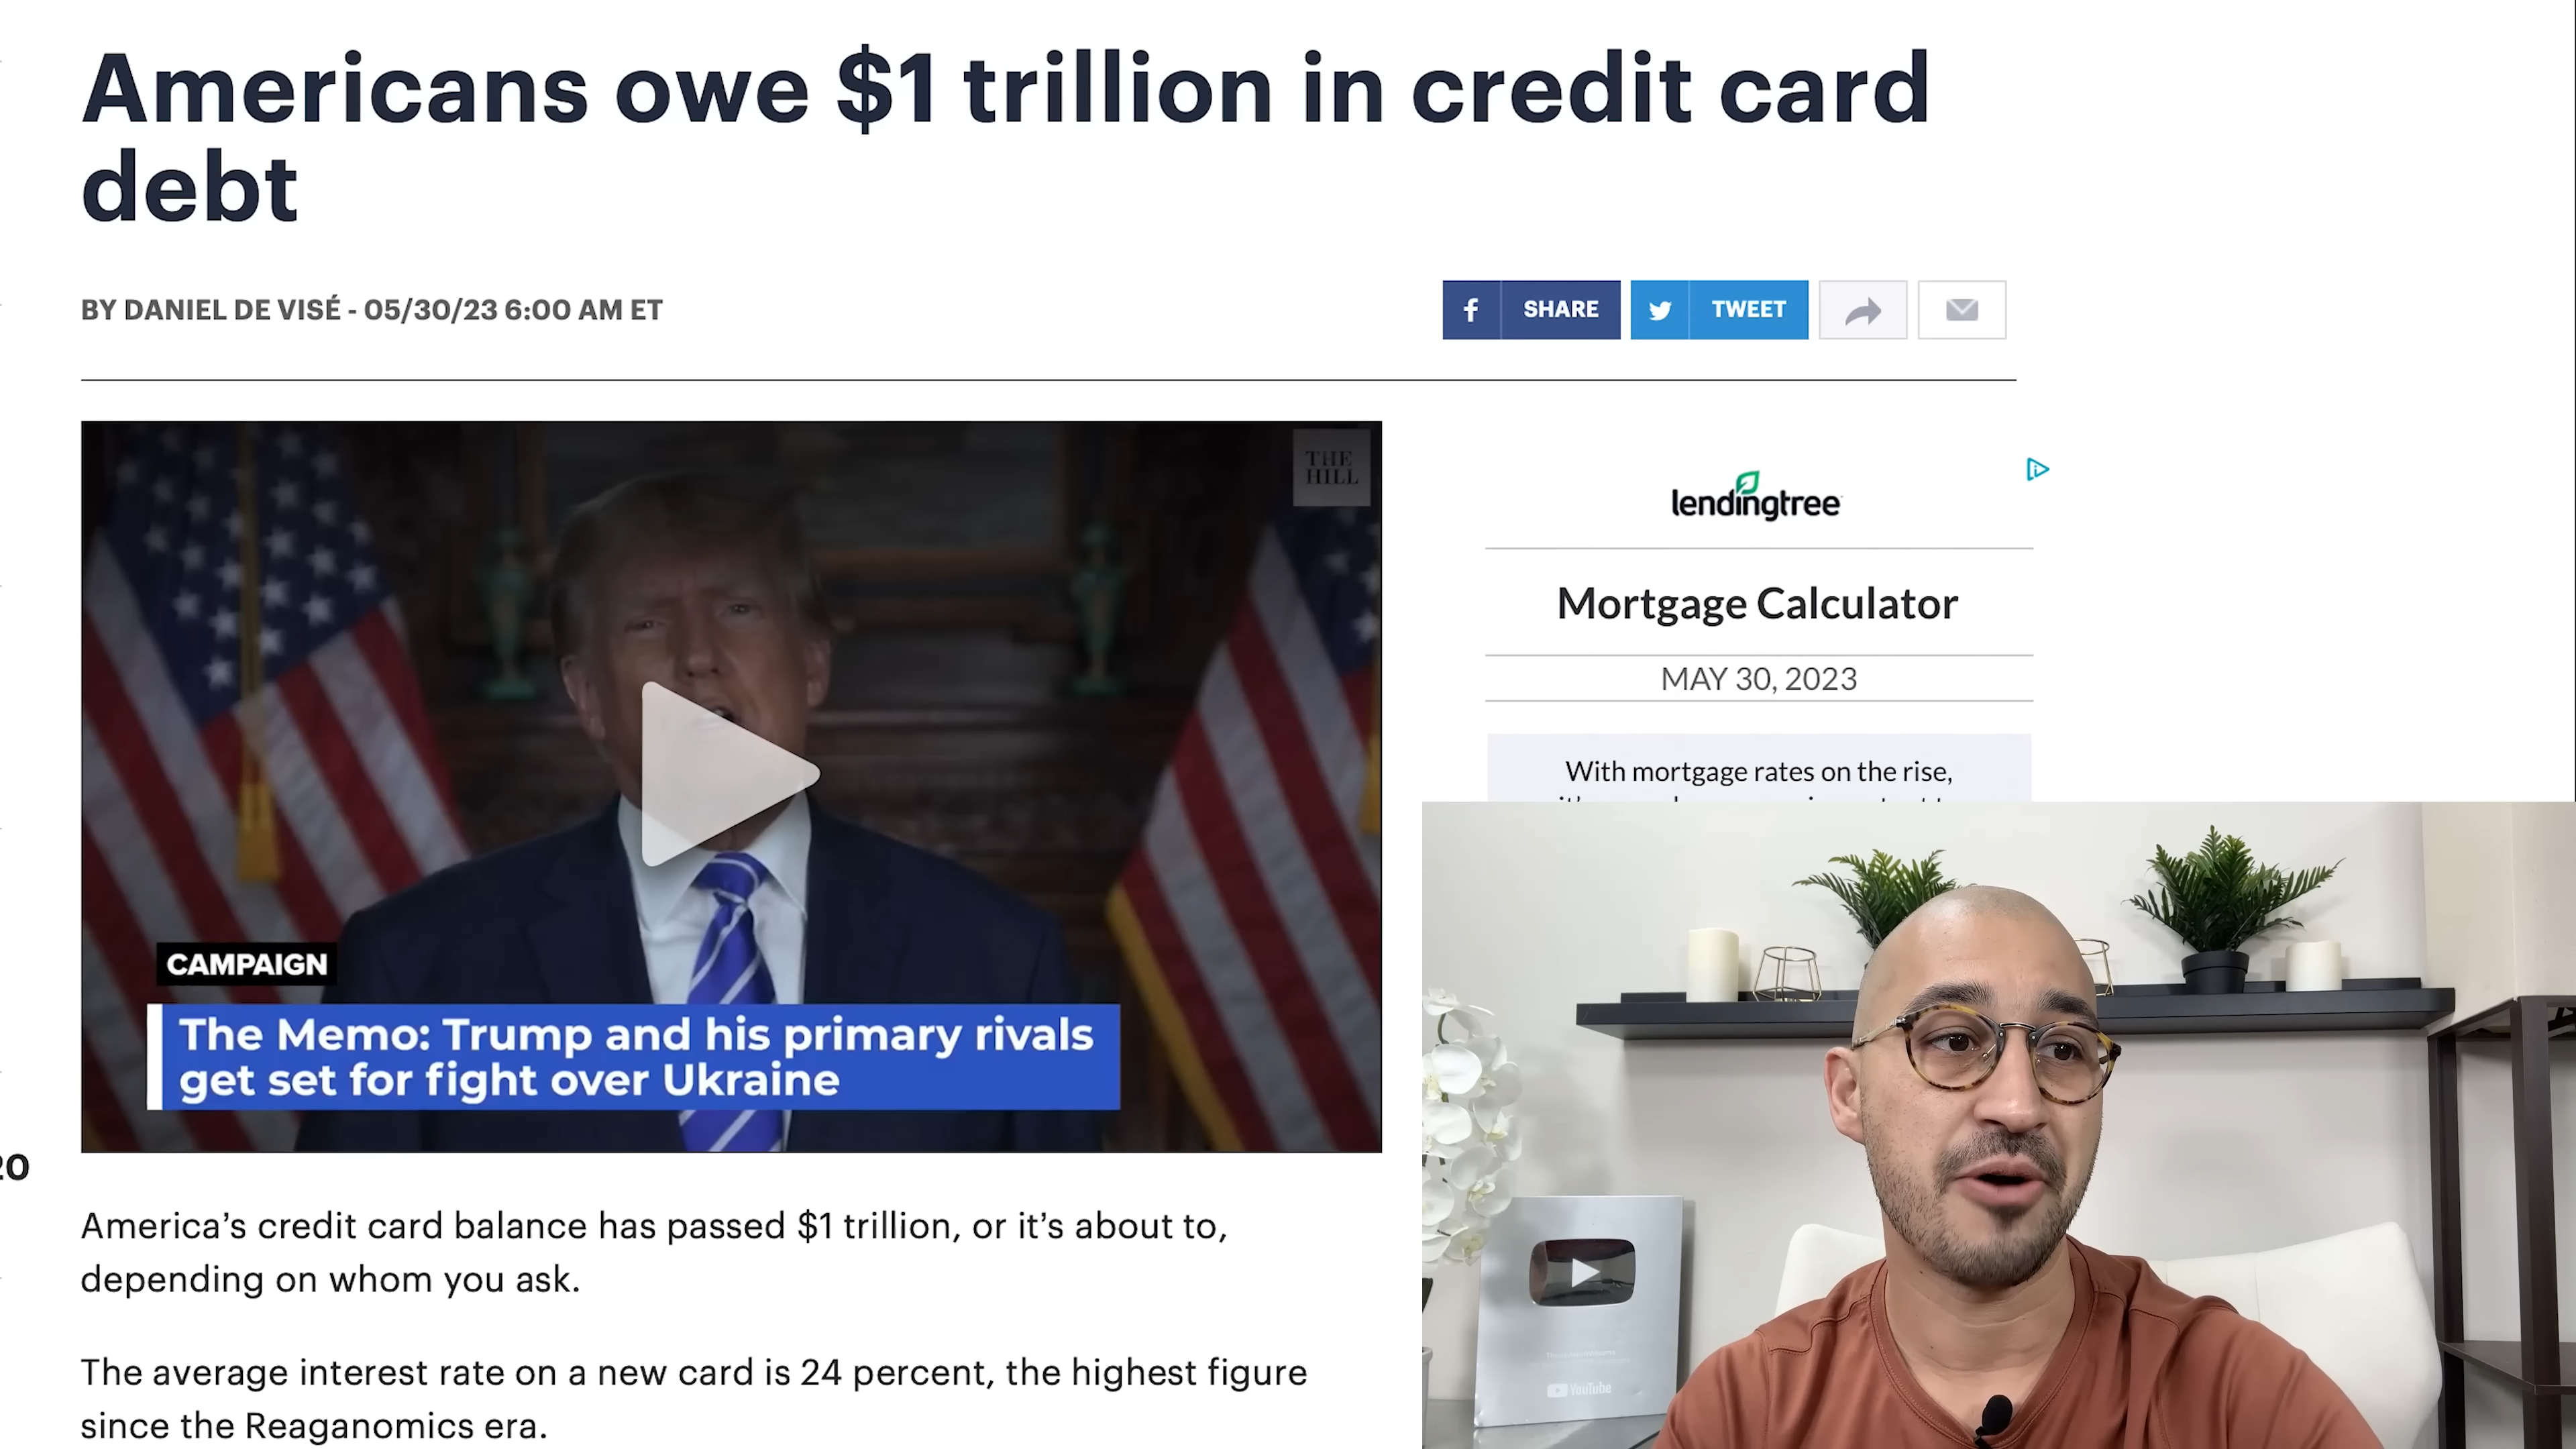 Americans owe $1 trillion in credit card
debt
BY DANIEL DE VISÉ - 05/30/23 6:00 AM ET
f SHARE
TWEET
THE
HILL
CAMPAIGN
The Memo: Trump and his primary rivals
get set for fight over Ukraine
lendingtree
Mortgage Calculator
MAY 30, 2023
With mortgage rates on the rise,
20
America’s credit card balance has passed $1 trillion, or it’s about to,
depending on whom you ask.
The average interest rate on a new card is 24 percent, the highest figure
since the Reaganomics era.
YouTube